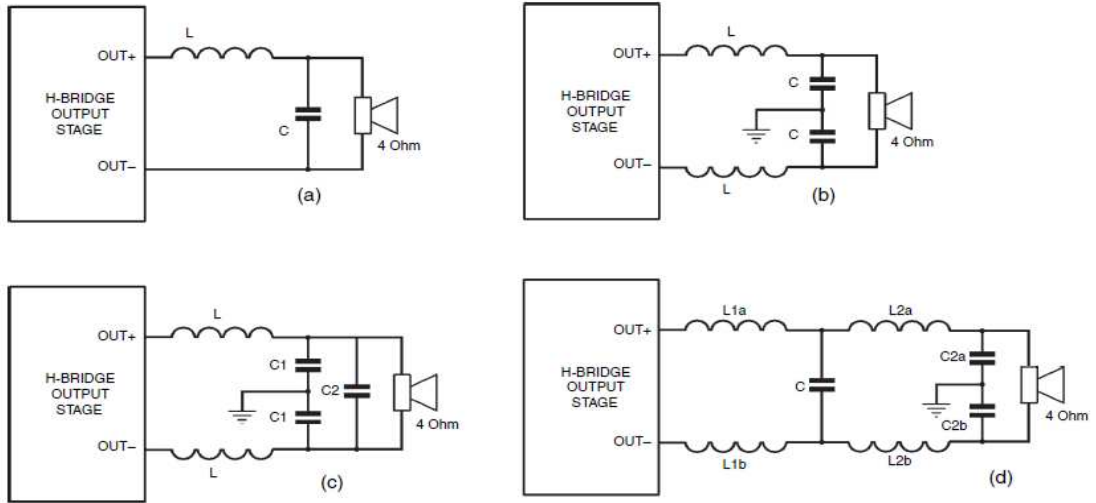 L
OUT+
H-BRIDGE
OUTPUT
STAGE
C
4 Ohm
OUT−
(a)
L
OUT+
C
H-BRIDGE
OUTPUT
STAGE
C
4 Ohm
OUT−
L
(b)
L
OUT+
C1
H-BRIDGE
OUTPUT
STAGE
C2
C1
4 Ohm
OUT−
L
(c)
L1a
L2a
OUT+
C2a
H-BRIDGE
OUTPUT
STAGE
C
C2b
4 Ohm
OUT−
L1b
L2b
(d)